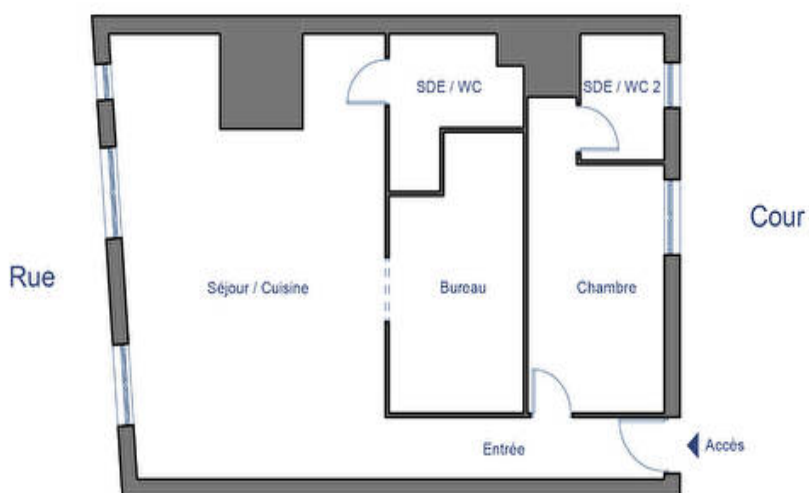 SDE / WC
SDE / WC 2
Cour
Rue
Séjour / Cuisine
Bureau
Chambre
Entrée
Accès